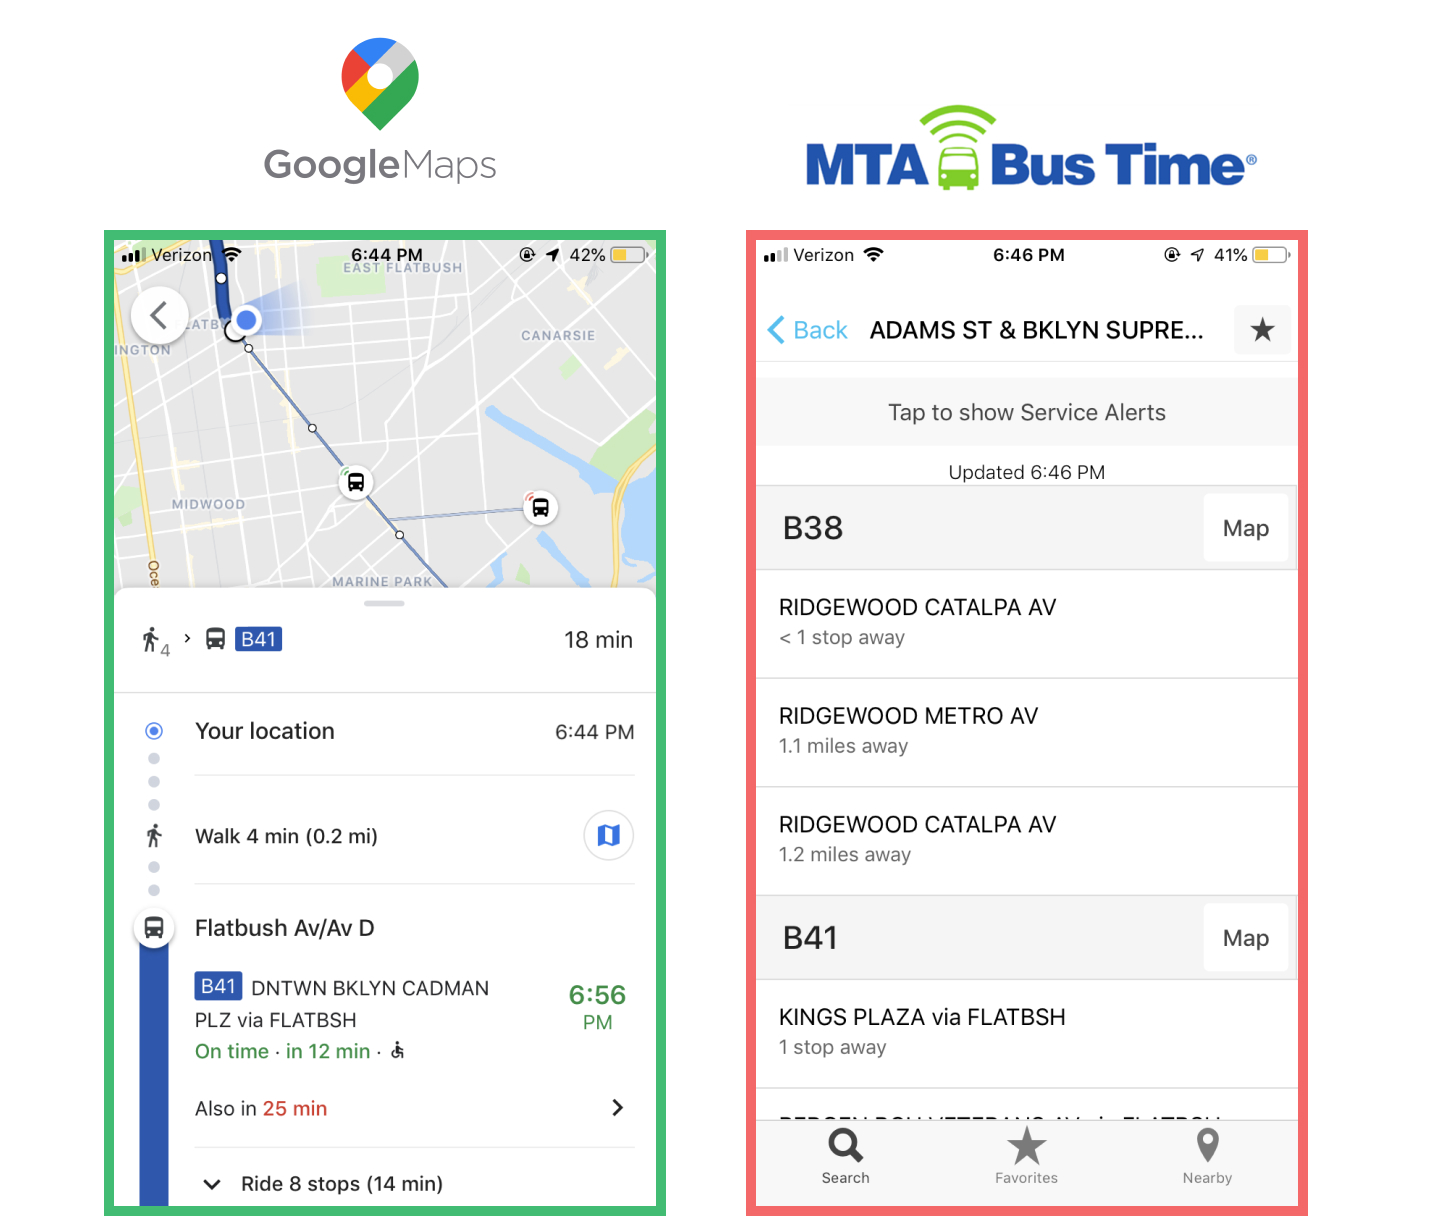 GoogleMaps
MTA Bus Time®
Verizon
6:44 PM
42%
EAST FLATBUSH
CANARSIE
MIDWOOD
MARINE PARK
4
B41
18 min
Your location
6:44 PM
Walk 4 min (0.2 mi)
Flatbush Av/Av D
B41 DNTWN BKLYN CADMAN
PLZ via FLATBSH
6:56
PM
On time · in 12 min ·
Also in 25 min
Ride 8 stops (14 min)
Verizon
6:46 PM
41%
Back
ADAMS ST & BKLYN SUPRE...
Tap to show Service Alerts
Updated 6:46 PM
B38
Map
RIDGEWOOD CATALPA AV
< 1 stop away
RIDGEWOOD METRO AV
1.1 miles away
RIDGEWOOD CATALPA AV
1.2 miles away
B41
Map
KINGS PLAZA via FLATBSH
1 stop away
Search
Favorites
Nearby